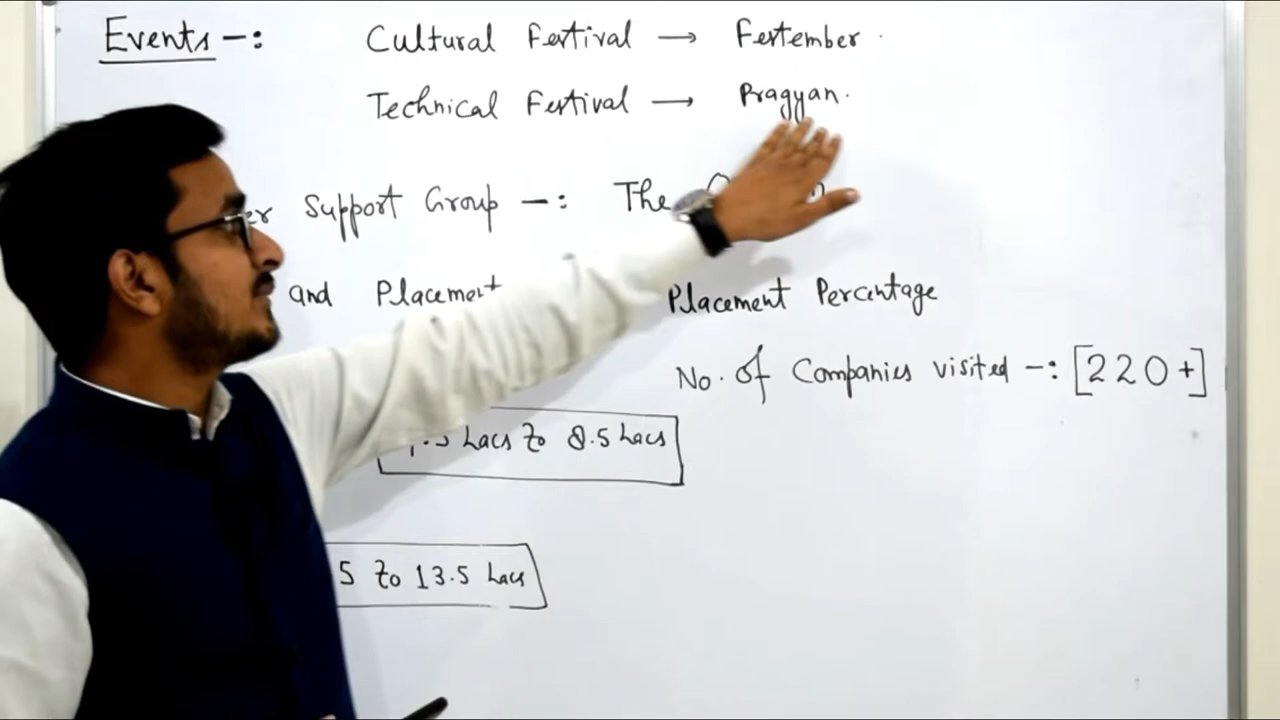 Events -: Cultural Festival → Festember
Technical Festival → Pragyan.
Support Group -: The
and Placement Placement Percentage
No. of Companies visited -: [220+]
Lacs to 8.5 Lacs
5 to 13.5 Lacs